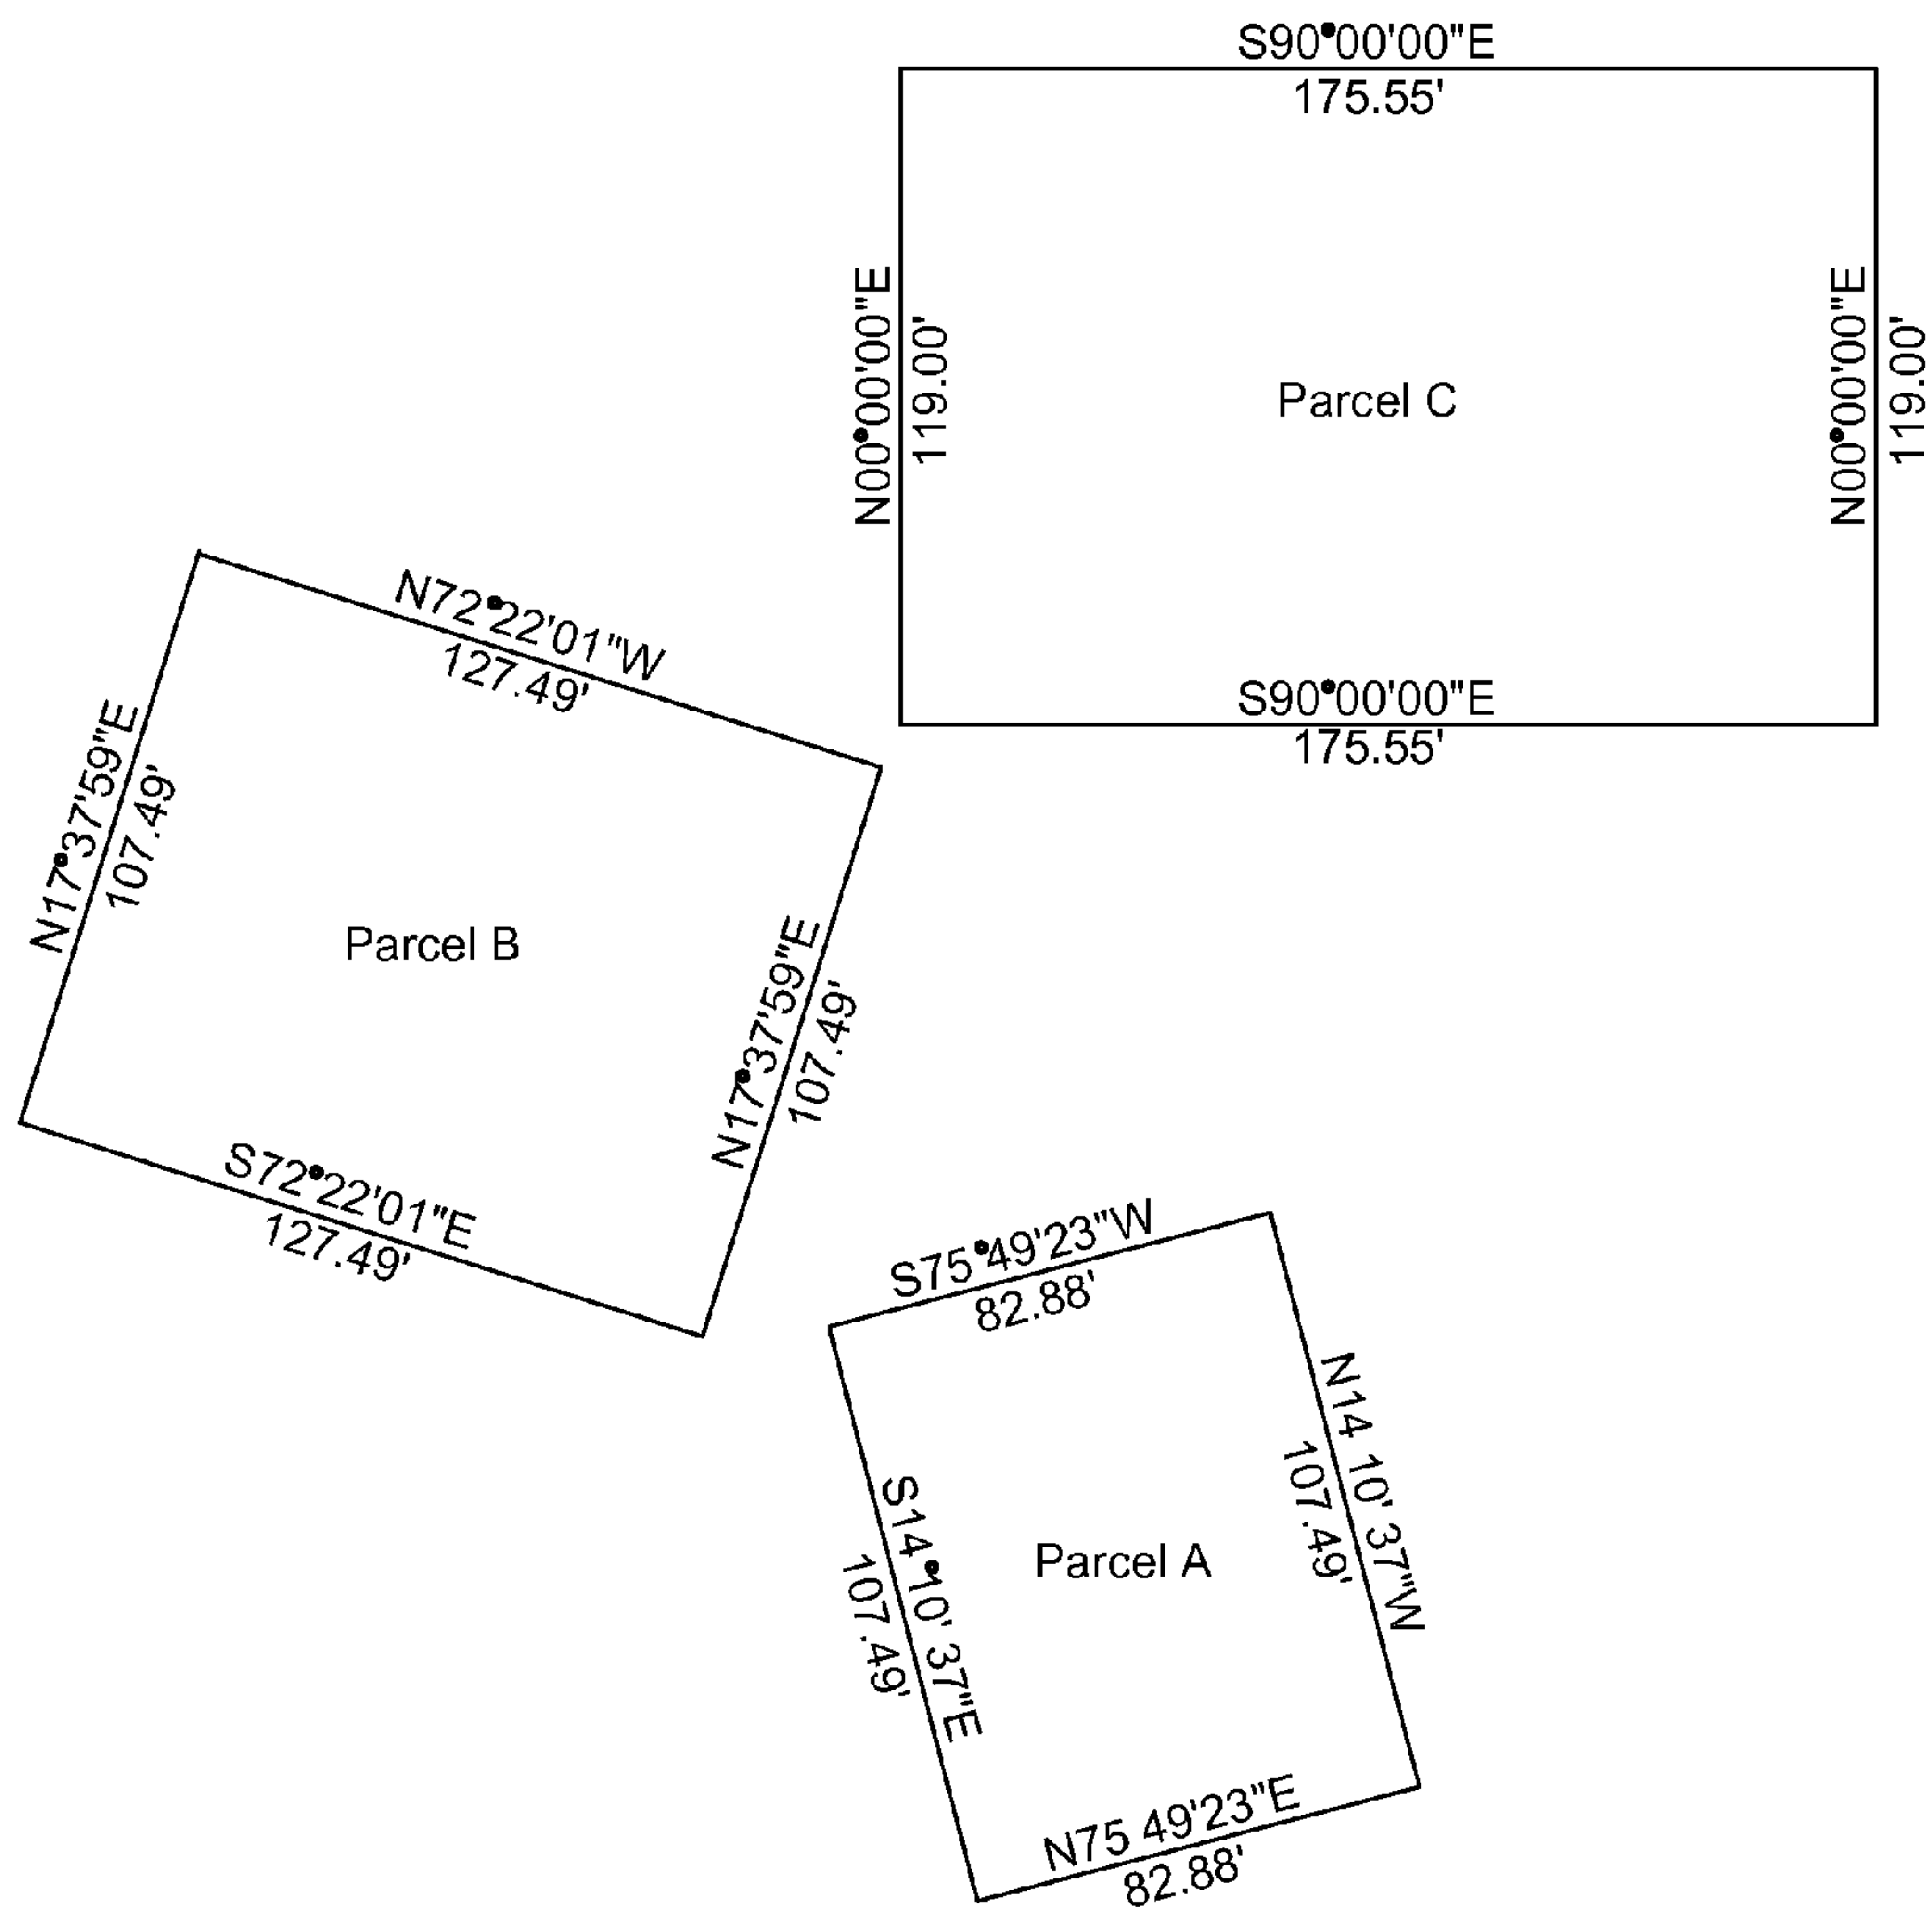 S90°00'00"E
175.55'
N00°00'00"E
119.00'
Parcel C
N00°00'00"E
119.00'
S90°00'00"E
175.55'
N72°22'01"W
127.49'
N17°37'59"E
107.49'
Parcel B
N17°37'59"E
107.49'
S72°22'01"E
127.49'
S75°49'23"W
82.88'
N14 10' 37"W
107.49'
S14°10' 37"E
107.49'
Parcel A
N75 49'23"E
82.88'